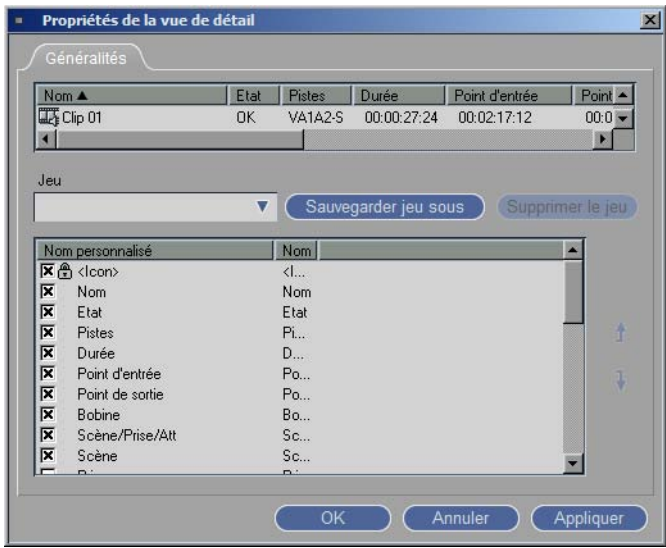 Propriétés de la vue de détail
Généralités
Nom Etat Pistes Durée Point d'entrée Point
Clip 01 OK VA1A2-S 00:00:27:24 00:02:17:12 00:0
Jeu
Sauvegarder jeu sous Supprimer le jeu
Nom personnalisé Nom
<Icon> <I...
Nom Nom
Etat Etat
Pistes Pi...
Durée D...
Point d'entrée Po...
Point de sortie Po...
Bobine Bo...
Scène/Prise/Att Sc...
Scène Sc...
OK Annuler Appliquer